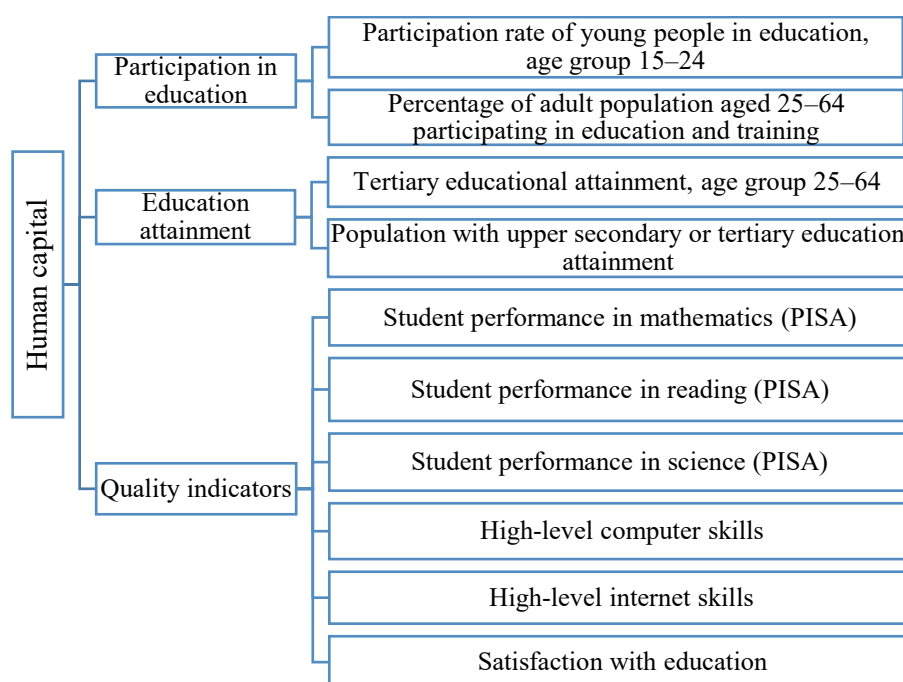 Human capital
Participation in
education
Participation rate of young people in education,
age group 15–24
Percentage of adult population aged 25–64
participating in education and training
Education
attainment
Tertiary educational attainment, age group 25–64
Population with upper secondary or tertiary education
attainment
Quality indicators
Student performance in mathematics (PISA)
Student performance in reading (PISA)
Student performance in science (PISA)
High-level computer skills
High-level internet skills
Satisfaction with education